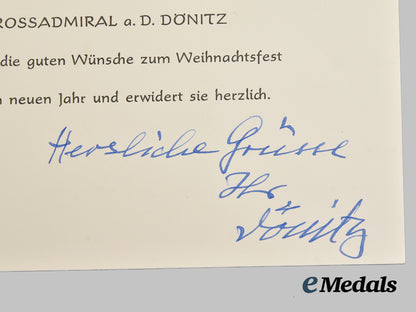 ROSSADMIRAL a. D. DÖNITZ
die guten Wünsche zum Weihnachtsfest
n neuen Jahr und erwidert sie herzlich.
Herzliche Grüsse
Ihr
Dönitz
eMedals